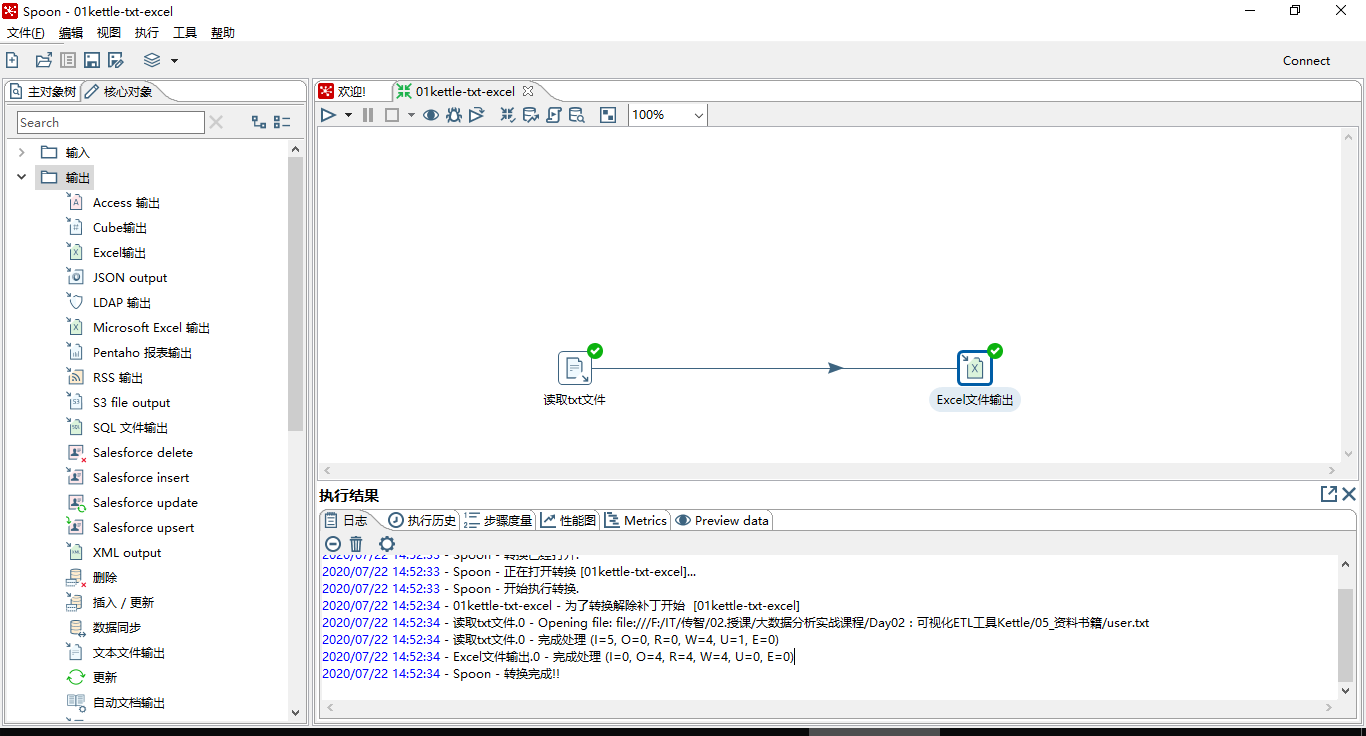 Spoon - 01kettle-txt-excel
文件(F) 编辑 视图 执行 工具 帮助
Connect
主对象树 核心对象
Search
输入
输出
Access 输出
Cube输出
Excel输出
JSON output
LDAP 输出
Microsoft Excel 输出
Pentaho 报表输出
RSS 输出
S3 file output
SQL 文件输出
Salesforce delete
Salesforce insert
Salesforce update
Salesforce upsert
XML output
删除
插入 / 更新
数据同步
文本文件输出
更新
自动文档输出
欢迎! 01kettle-txt-excel
100%
读取txt文件
Excel文件输出
执行结果
日志 执行历史 步骤度量 性能图 Metrics Preview data
2020/07/22 14:52:33 - Spoon - 转换已经打开.
2020/07/22 14:52:33 - Spoon - 正在打开转换 [01kettle-txt-excel]...
2020/07/22 14:52:33 - Spoon - 开始执行转换.
2020/07/22 14:52:34 - 01kettle-txt-excel - 为了转换解除补丁开始  [01kettle-txt-excel]
2020/07/22 14:52:34 - 读取txt文件.0 - Opening file: file:///F:/IT/传智/02.授课/大数据分析实战课程/Day02：可视化ETL工具Kettle/05_资料书籍/user.txt
2020/07/22 14:52:34 - 读取txt文件.0 - 完成处理 (I=5, O=0, R=0, W=4, U=1, E=0)
2020/07/22 14:52:34 - Excel文件输出.0 - 完成处理 (I=0, O=4, R=4, W=4, U=0, E=0)
2020/07/22 14:52:34 - Spoon - 转换完成!!